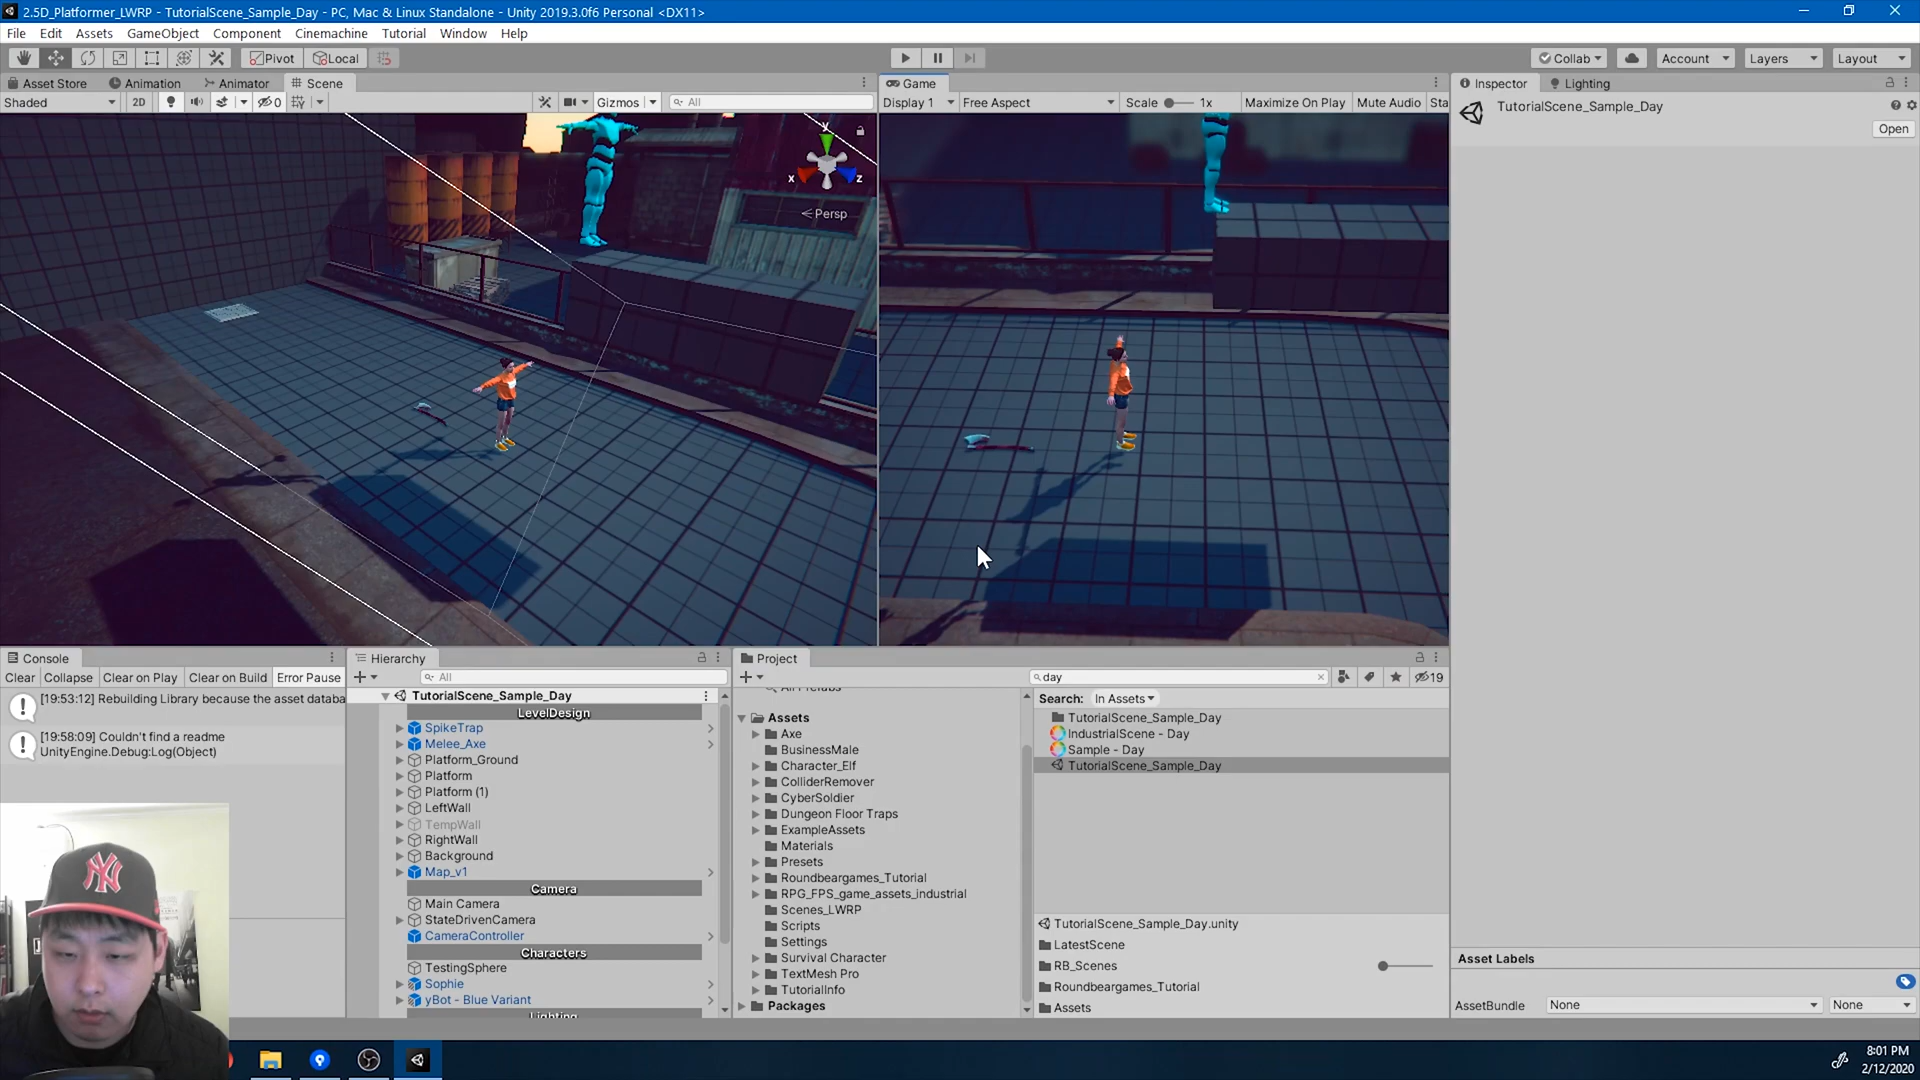 2.5D_Platformer_LWRP - TutorialScene_Sample_Day - PC, Mac & Linux Standalone - Unity 2019.3.0f6 Personal <DX11>
File Edit Assets GameObject Component Cinemachine Tutorial Window Help
Pivot Local Collab Account Layers Layout
Asset Store Animation Animator Scene
Shaded 2D 0 Gizmos All
Game
Display 1 Free Aspect Scale 1x Maximize On Play Mute Audio Sta
Inspector Lighting
TutorialScene_Sample_Day
Open
y
x
z
Persp
Console
Clear Collapse Clear on Play Clear on Build Error Pause
[19:53:12] Rebuilding Library because the asset databa
[19:58:09] Couldn't find a readme
UnityEngine.Debug:Log(Object)
NY
Hierarchy
All
TutorialScene_Sample_Day
LevelDesign
SpikeTrap
Melee_Axe
Platform_Ground
Platform
Platform (1)
LeftWall
TempWall
RightWall
Background
Map_v1
Camera
Main Camera
StateDrivenCamera
CameraController
Characters
TestingSphere
Sophie
yBot - Blue Variant
Lighting
Project
day
19
All Prefabs
Assets
Axe
BusinessMale
Character_Elf
ColliderRemover
CyberSoldier
Dungeon Floor Traps
ExampleAssets
Materials
Presets
Roundbeargames_Tutorial
RPG_FPS_game_assets_industrial
Scenes_LWRP
Scripts
Settings
Survival Character
TextMesh Pro
TutorialInfo
Packages
Search: In Assets
TutorialScene_Sample_Day
IndustrialScene - Day
Sample - Day
TutorialScene_Sample_Day
TutorialScene_Sample_Day.unity
LatestScene
RB_Scenes
Roundbeargames_Tutorial
Assets
Asset Labels
AssetBundle None None
8:01 PM
2/12/2020